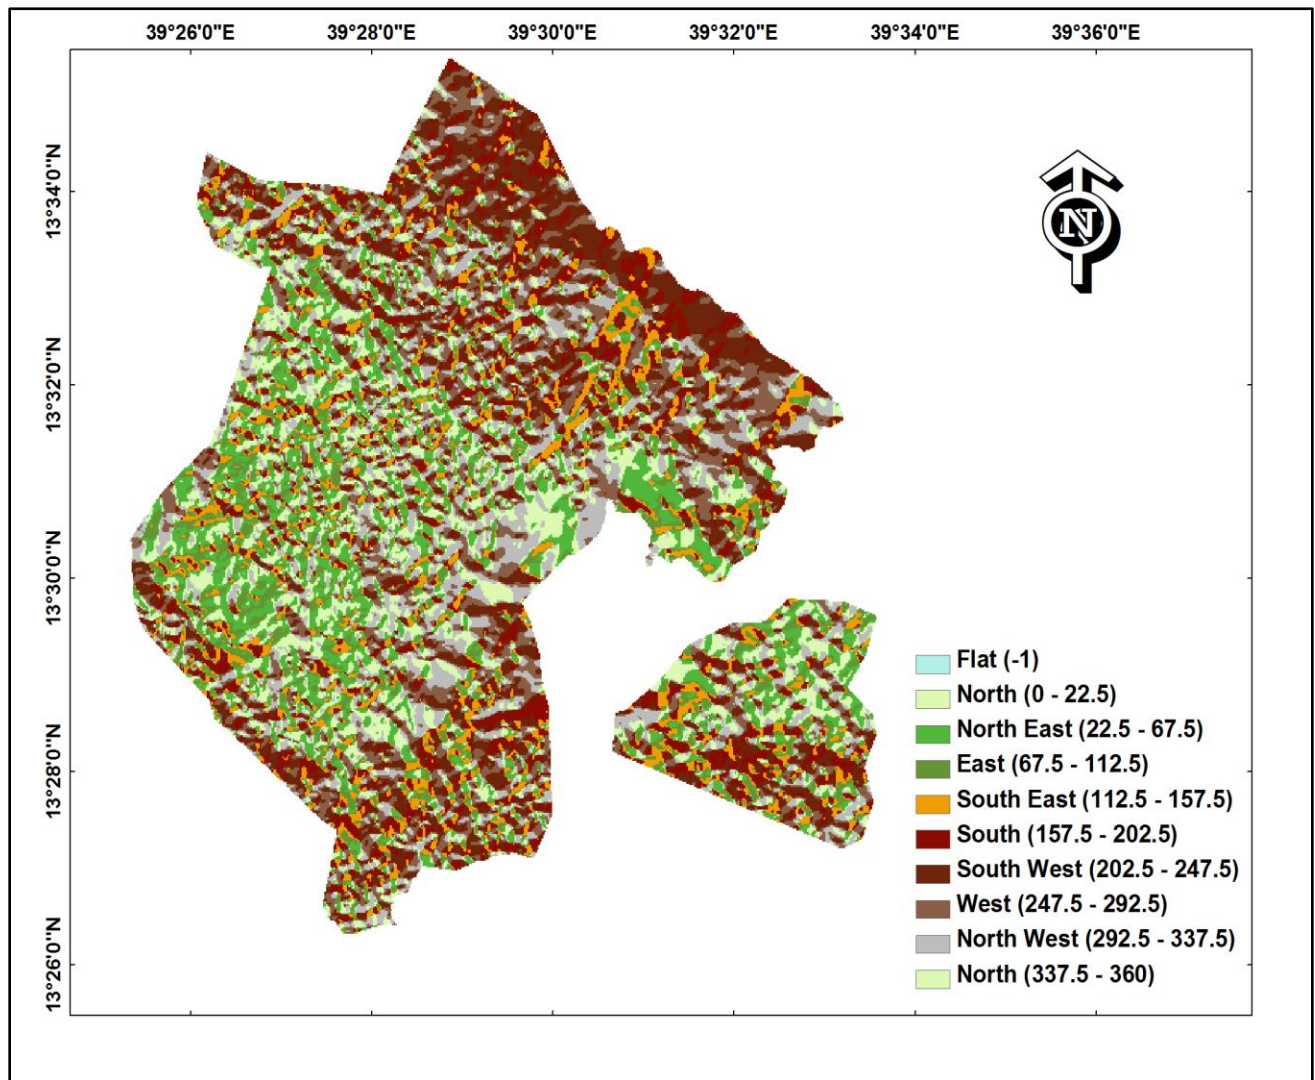 39°26'0"E 39°28'0"E 39°30'0"E 39°32'0"E 39°34'0"E 39°36'0"E
13°34'0"N
13°32'0"N
13°30'0"N
13°28'0"N
13°26'0"N
N
Flat (-1)
North (0 - 22.5)
North East (22.5 - 67.5)
East (67.5 - 112.5)
South East (112.5 - 157.5)
South (157.5 - 202.5)
South West (202.5 - 247.5)
West (247.5 - 292.5)
North West (292.5 - 337.5)
North (337.5 - 360)